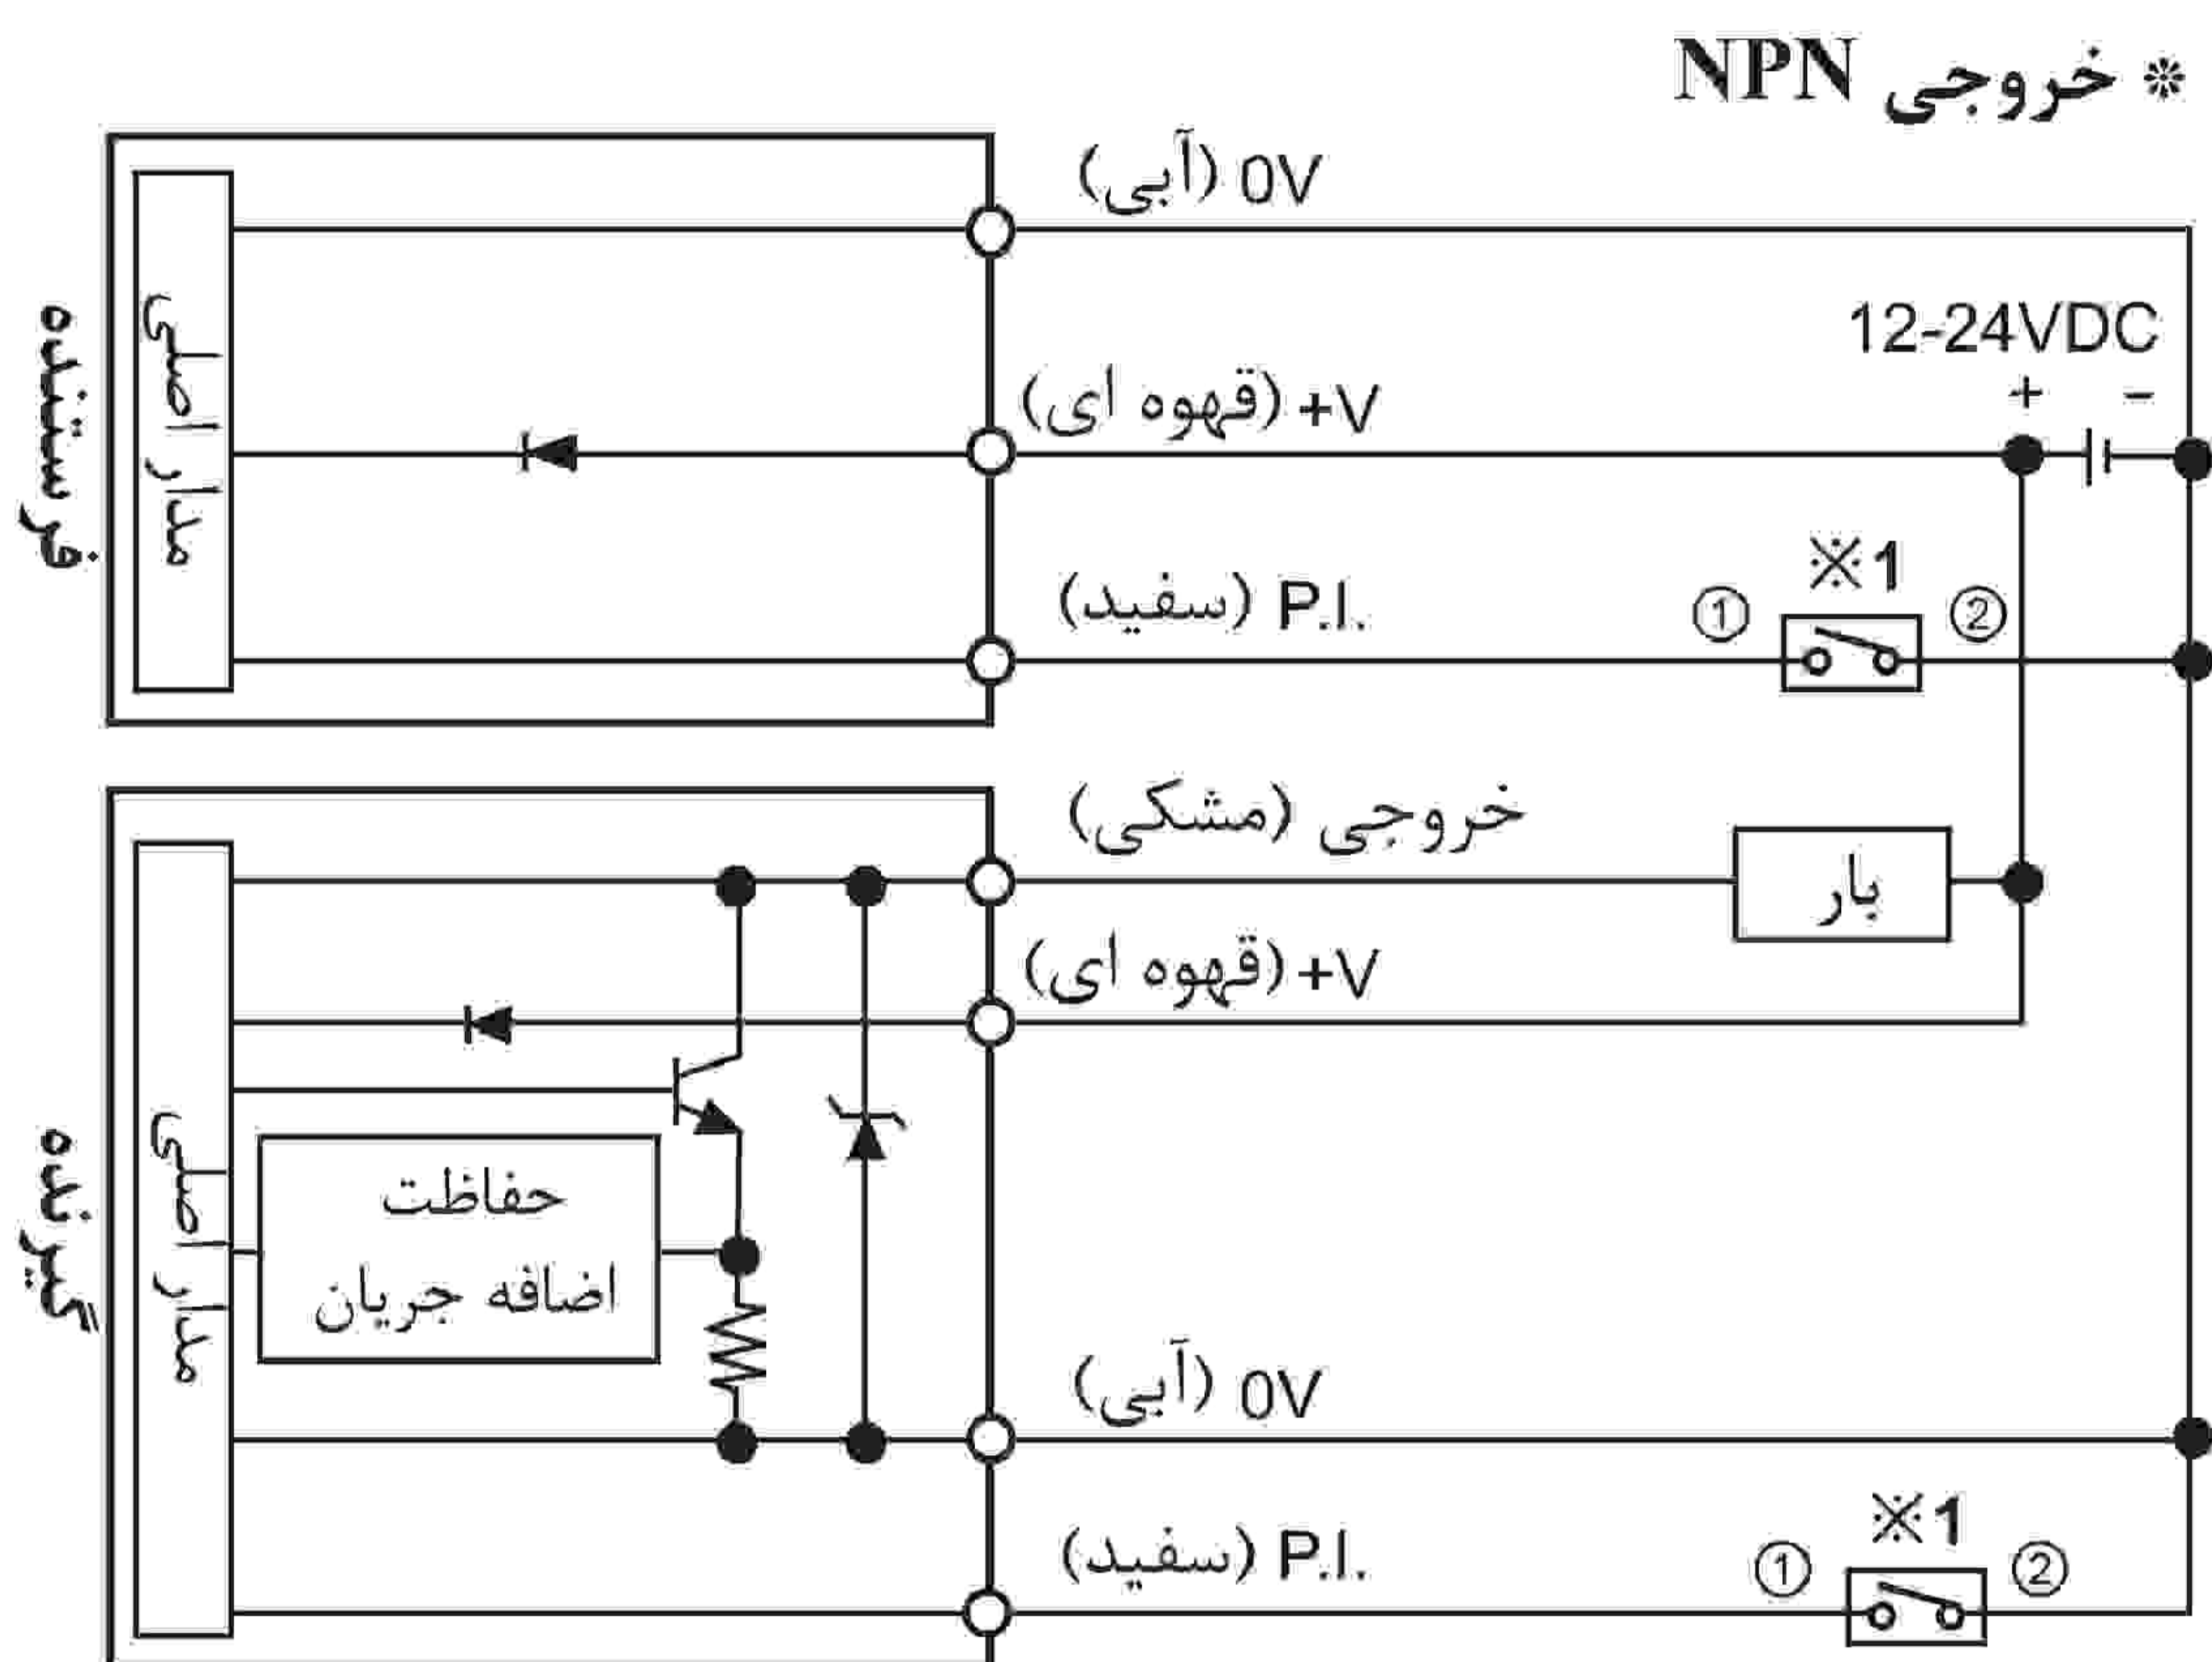 * خروجی NPN
0V (آبی)
12-24VDC
+ -
+V (قهوه ای)
※1
P.I. (سفید)
① ②
فرستنده
مدار اصلی
خروجی (مشکی)
بار
+V (قهوه ای)
حفاظت
اضافه جریان
گیرنده
مدار اصلی
0V (آبی)
※1
P.I. (سفید)
① ②